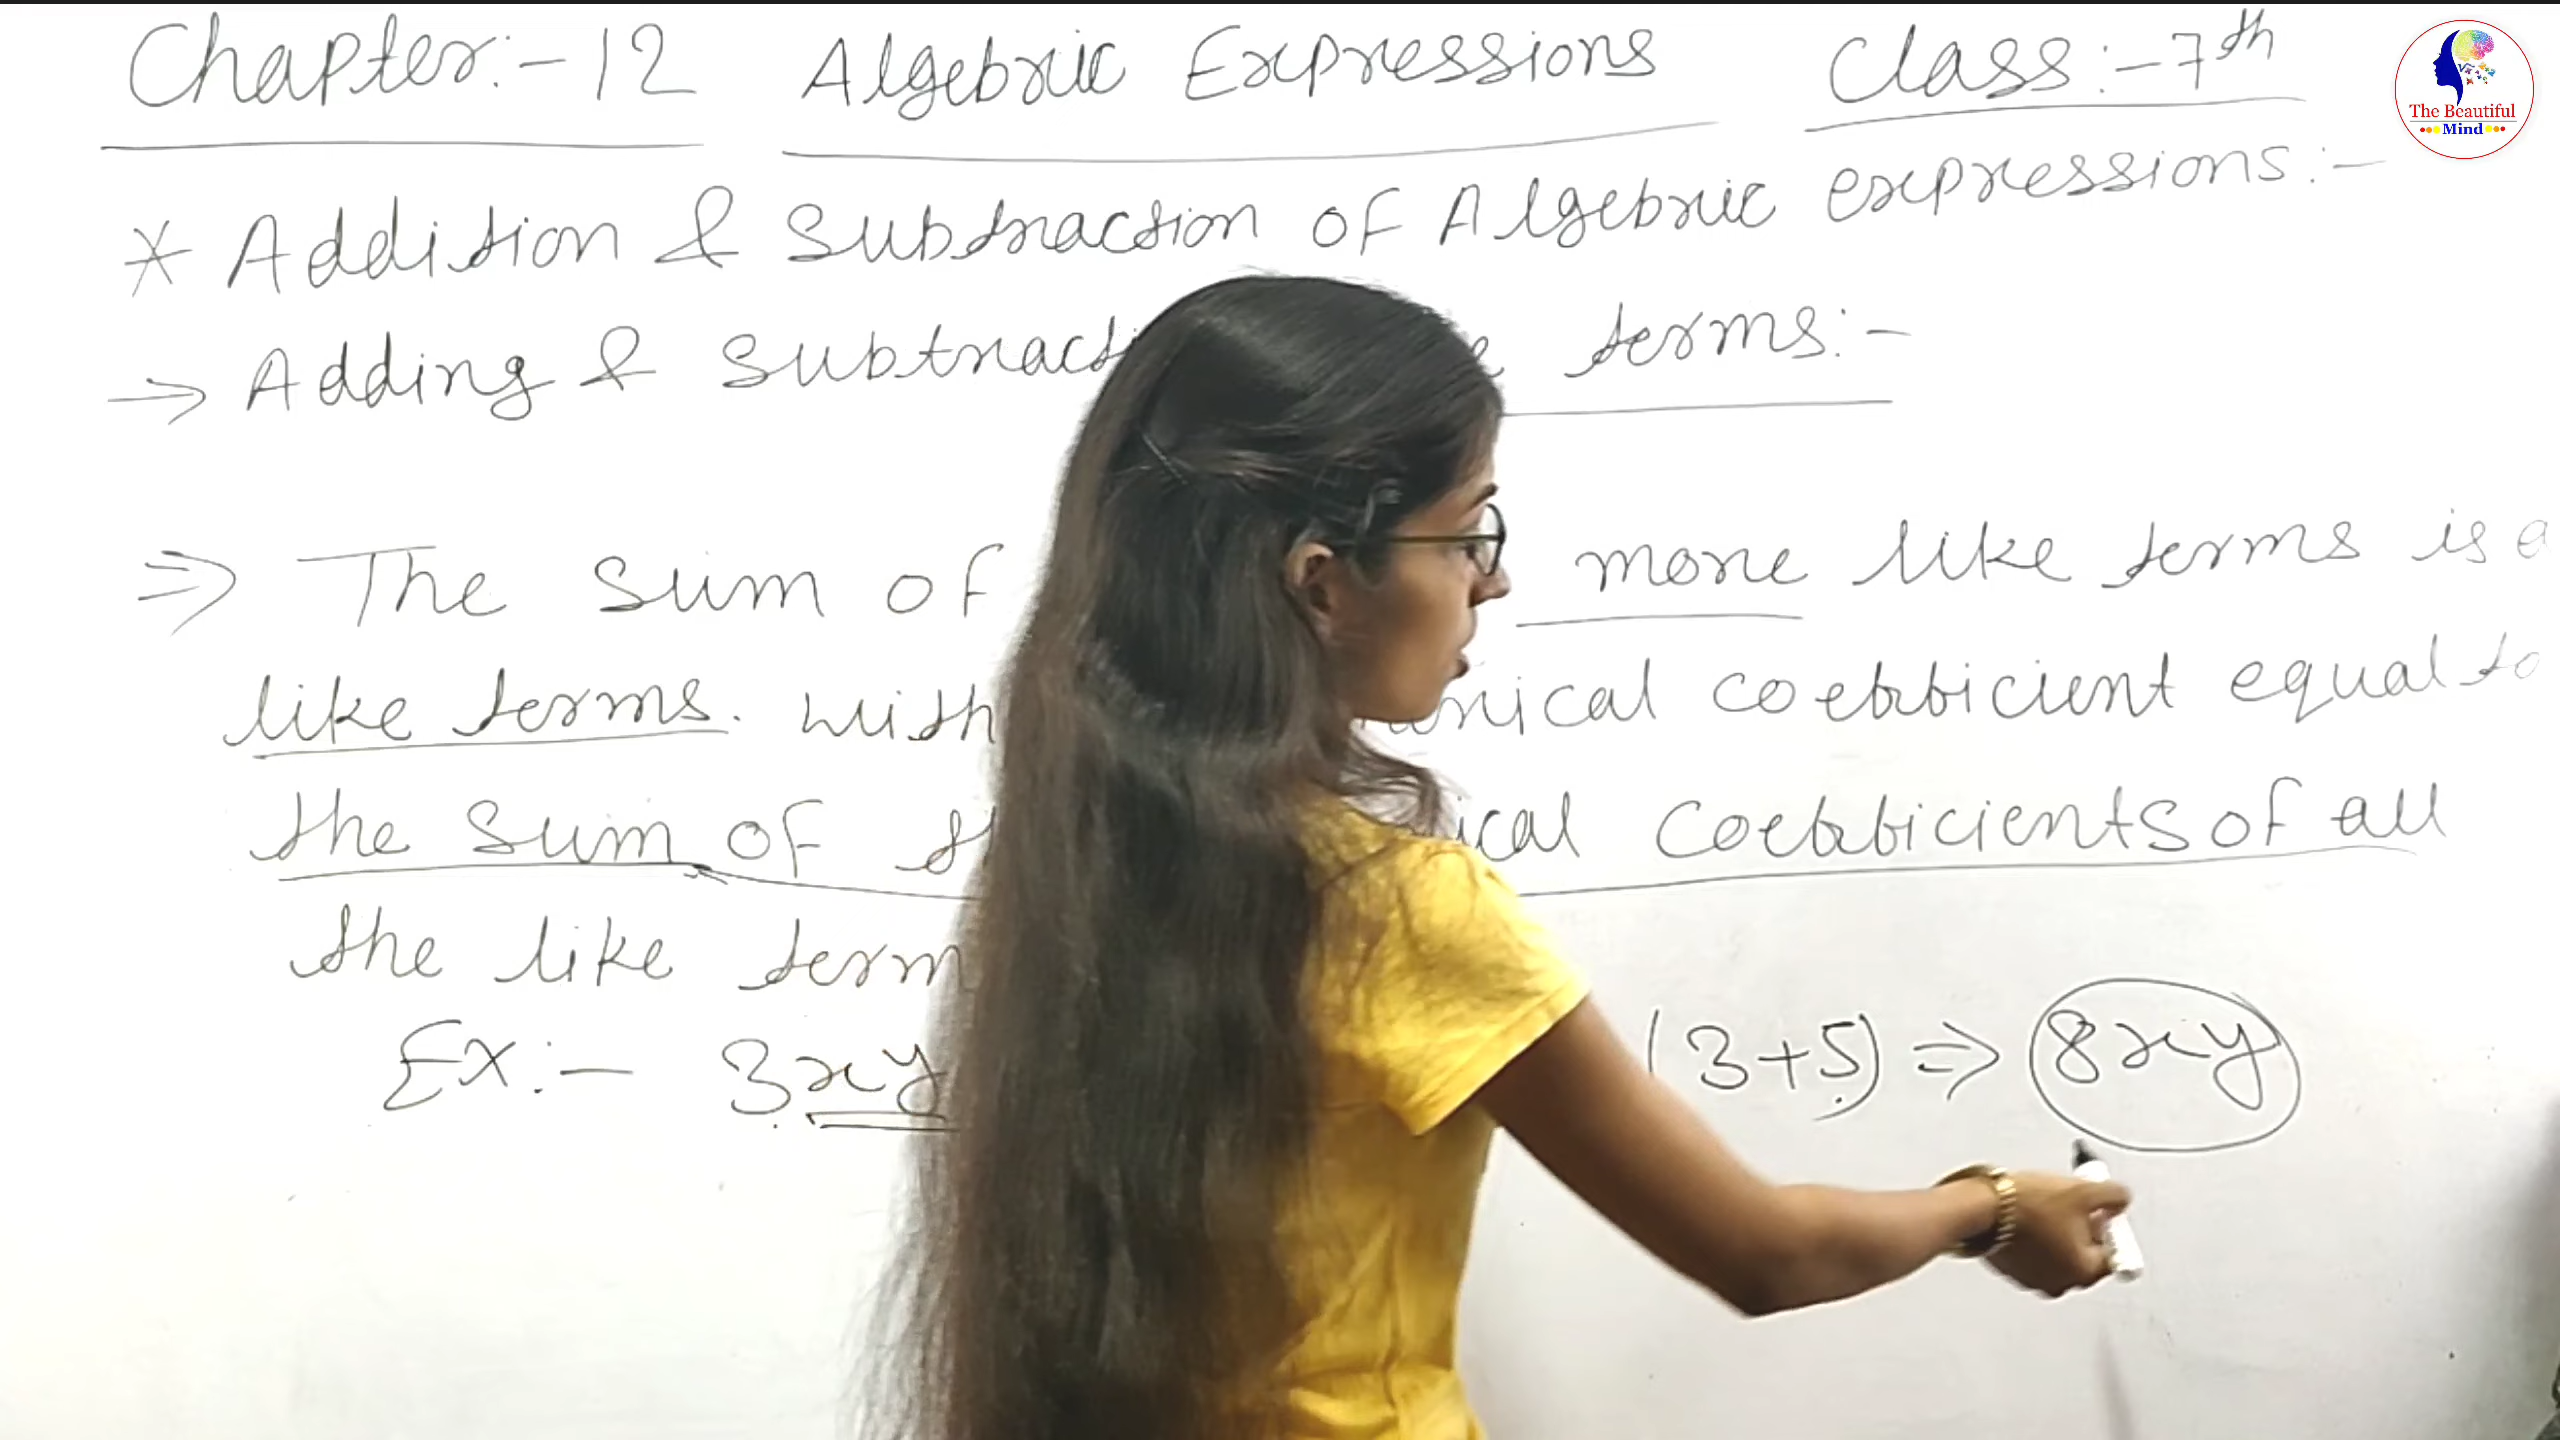 Chapter:- 12 Algebric Expressions Class:- 7th
The Beautiful
Mind
* Addition & Subtraction of Algebric expressions:-
→ Adding & Subtract terms:-
⇒ The sum of more like terms is a
like terms. with coefficient equal to
the sum of coefficients of all
the like term
Ex:- 3xy (3+5) ⇒ 8xy